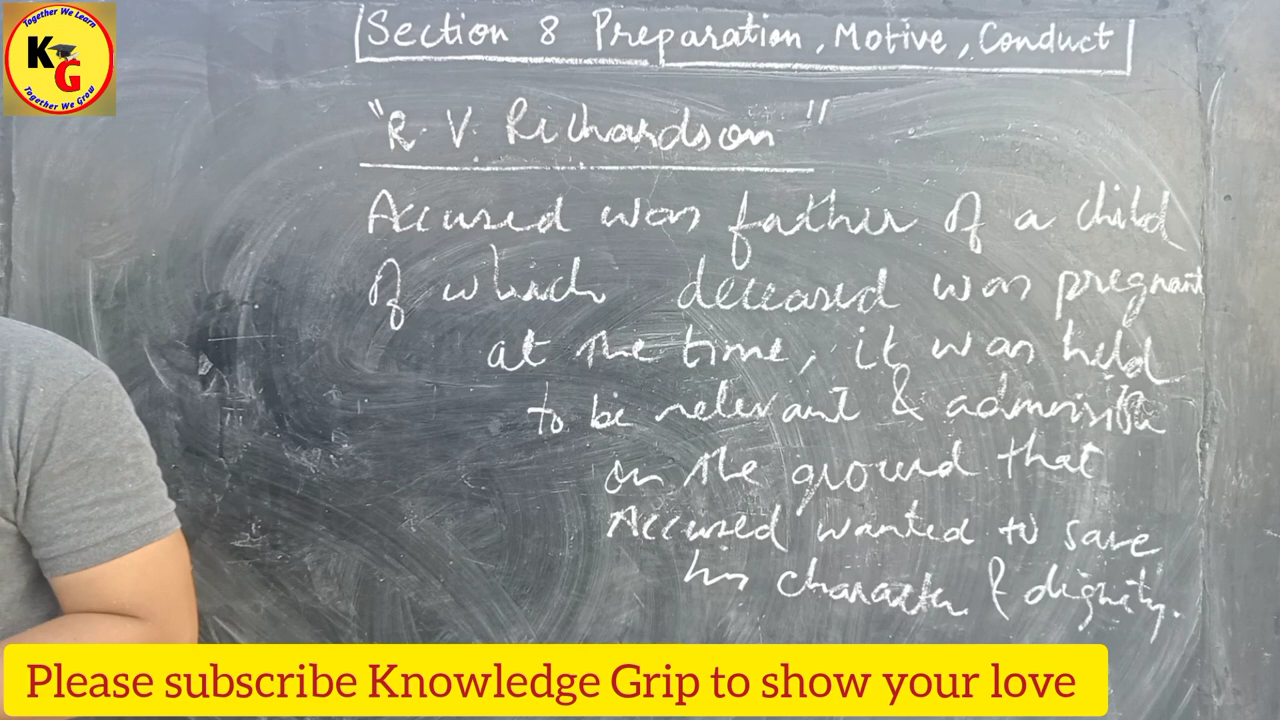 Together We Learn
KG
Together We Grow
Section 8 Preparation, Motive, Conduct
"R. V. Richardson"
Accused was father of a child
of which deceased was pregnant
at the time, it was held
to be relevant & admissible
on the ground that
Accused wanted to save
his character & dignity.
Please subscribe Knowledge Grip to show your love